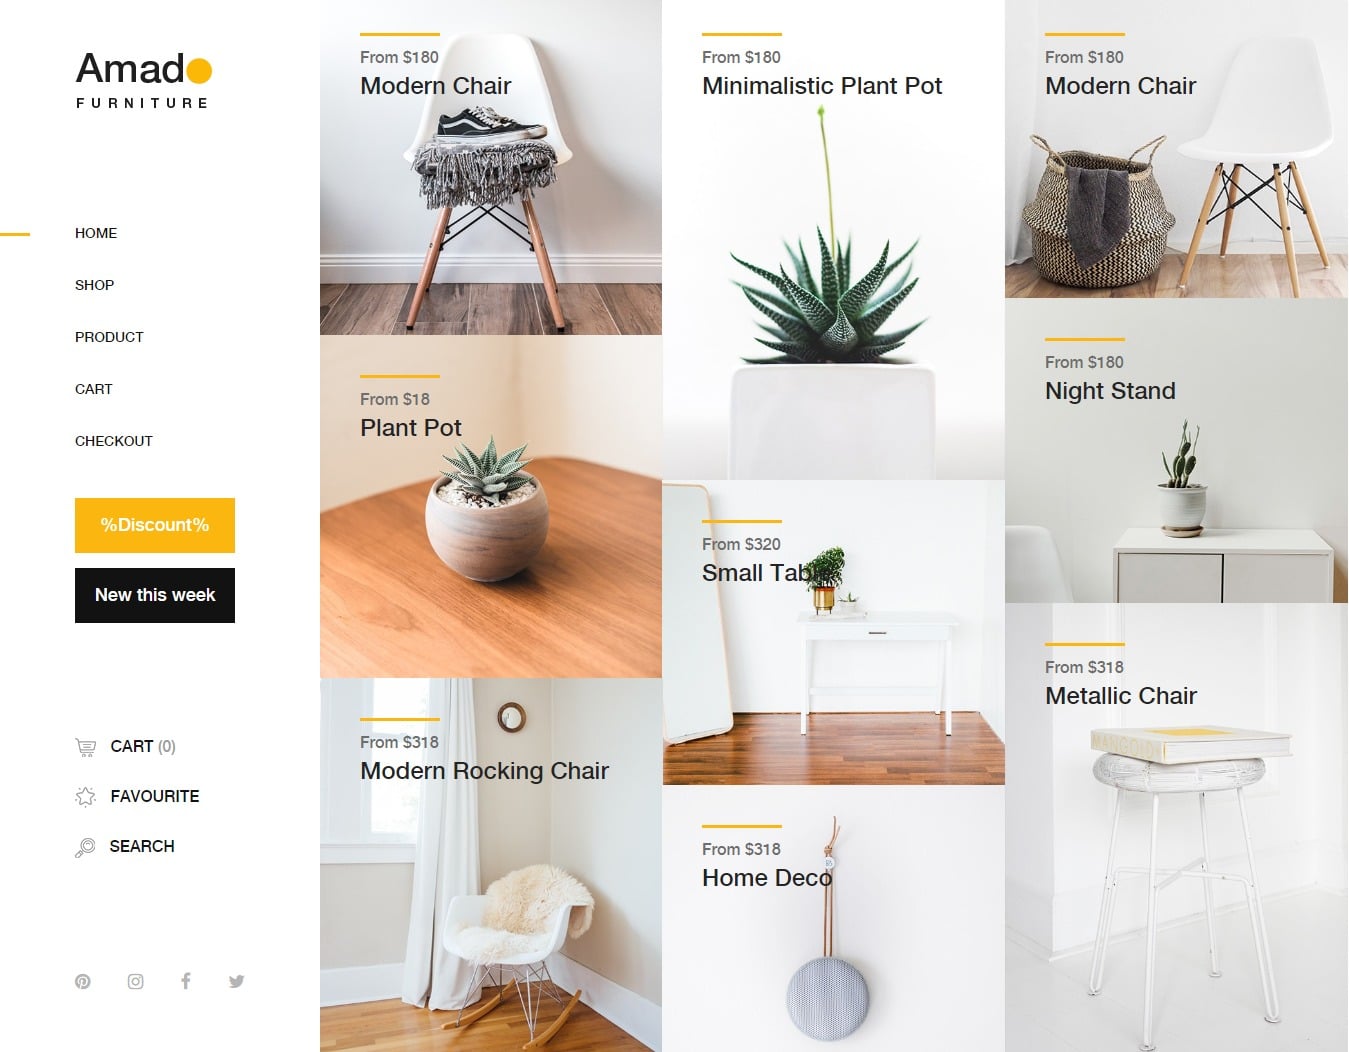 Amado
FURNITURE
HOME
SHOP
PRODUCT
CART
CHECKOUT
%Discount%
New this week
CART (0)
FAVOURITE
SEARCH
From $180
Modern Chair
From $18
Plant Pot
From $318
Modern Rocking Chair
From $180
Minimalistic Plant Pot
From $320
Small Table
From $318
Home Deco
From $180
Modern Chair
From $180
Night Stand
From $318
Metallic Chair